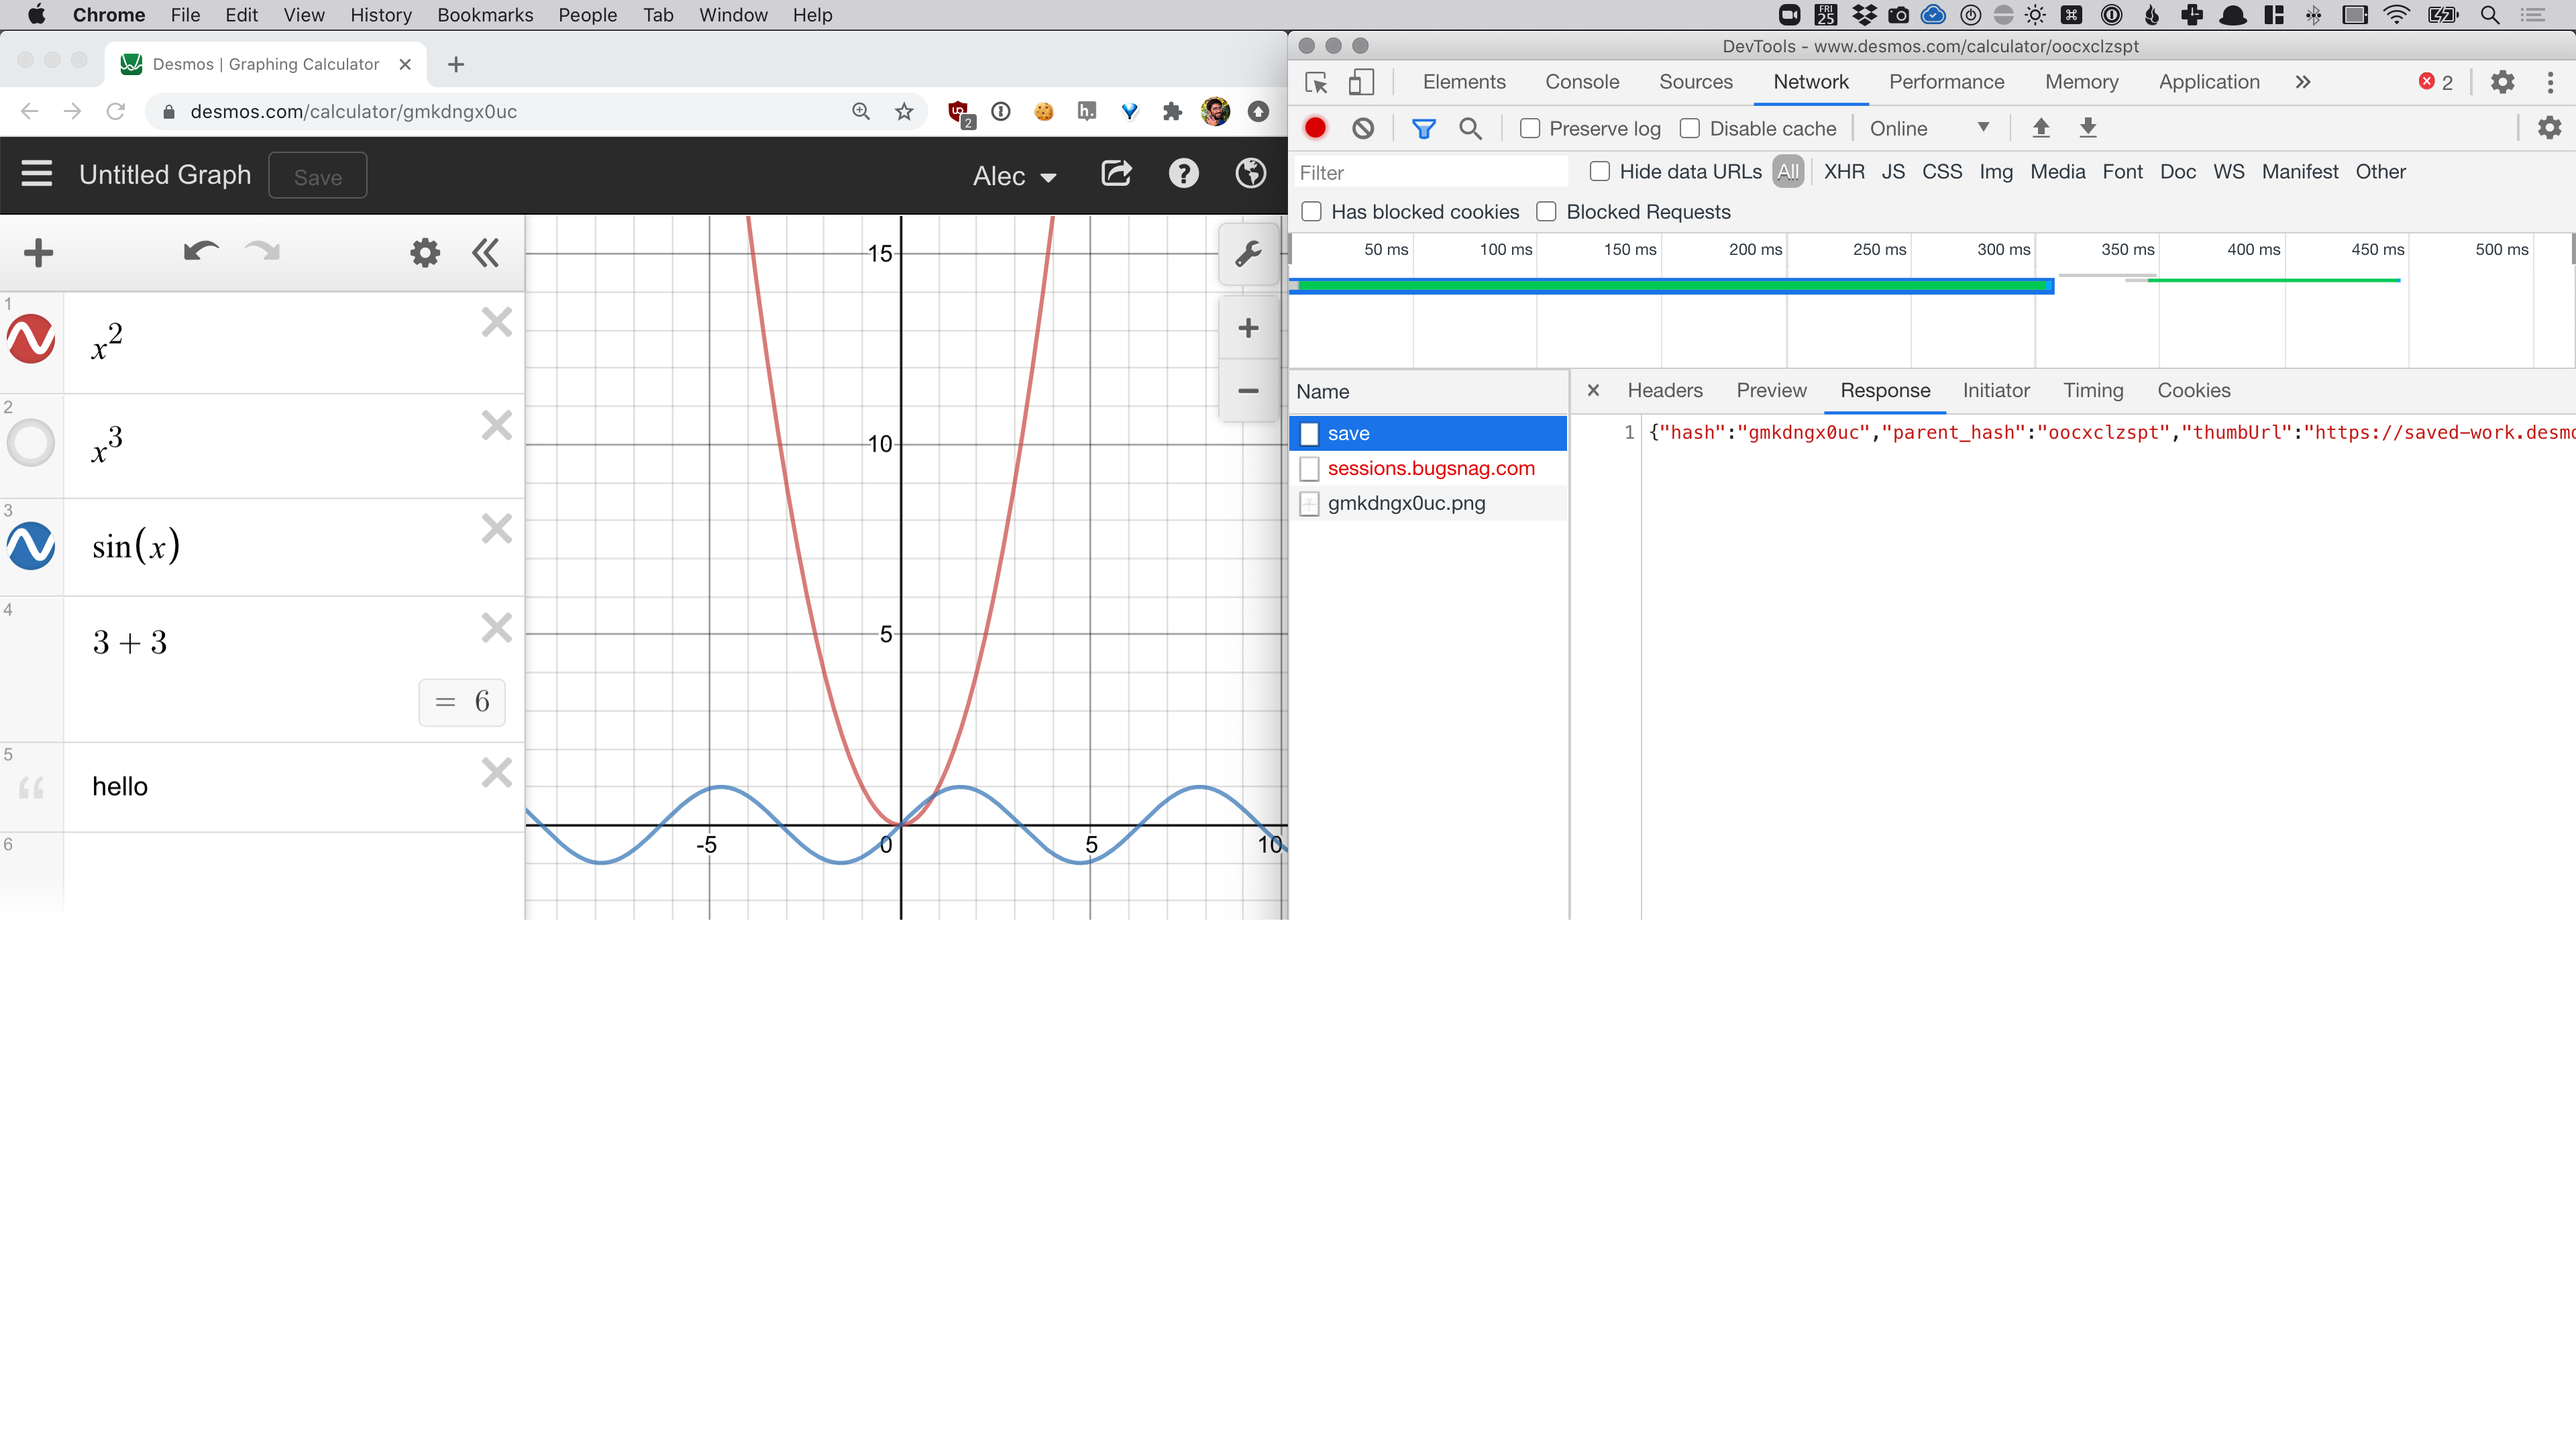 Chrome File Edit View History Bookmarks People Tab Window Help
FRI
25
Desmos | Graphing Calculator
desmos.com/calculator/gmkdngx0uc
2
h.
Untitled Graph
Save
Alec
1
x²
2
x³
3
sin(x)
4
3 + 3
= 6
5
hello
6
15
10
5
-5
0
5
10
DevTools - www.desmos.com/calculator/oocxclzspt
Elements Console Sources Network Performance Memory Application
2
Preserve log Disable cache Online
Filter
Hide data URLs All XHR JS CSS Img Media Font Doc WS Manifest Other
Has blocked cookies Blocked Requests
50 ms 100 ms 150 ms 200 ms 250 ms 300 ms 350 ms 400 ms 450 ms 500 ms
Name
save
sessions.bugsnag.com
gmkdngx0uc.png
Headers Preview Response Initiator Timing Cookies
1 {"hash":"gmkdngx0uc","parent_hash":"oocxclzspt","thumbUrl":"https://saved-work.desmo